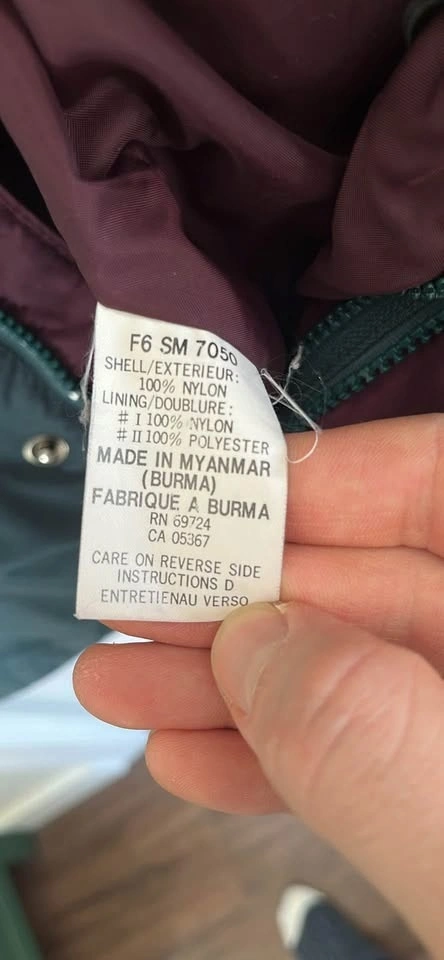 F6 SM 7050
SHELL/EXTERIEUR:
100% NYLON
LINING/DOUBLURE:
# I 100% NYLON
# II 100% POLYESTER
MADE IN MYANMAR
(BURMA)
FABRIQUE A BURMA
RN 69724
CA 05367
CARE ON REVERSE SIDE
INSTRUCTIONS D
ENTRETIENAU VERSO